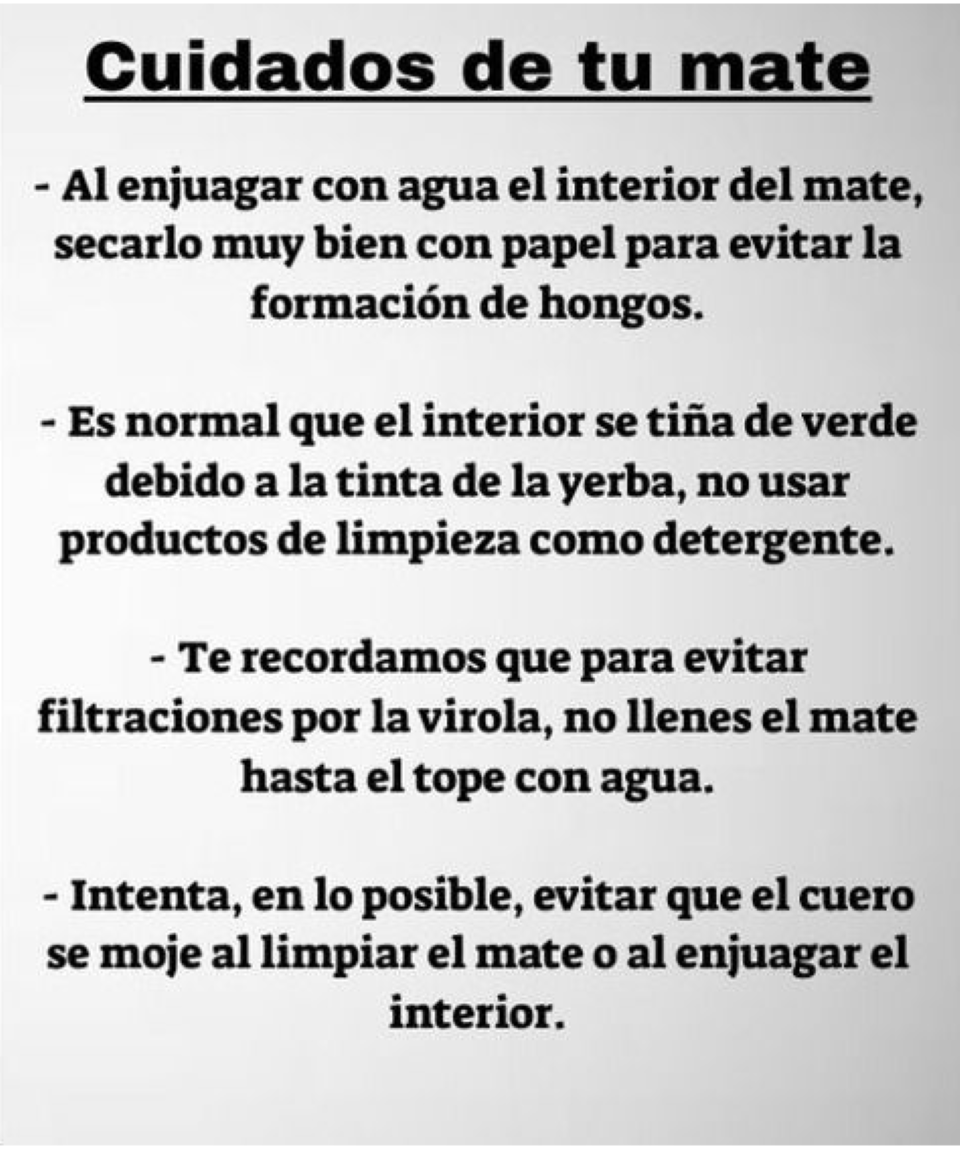 Cuidados de tu mate
- Al enjuagar con agua el interior del mate,
secarlo muy bien con papel para evitar la
formación de hongos.
- Es normal que el interior se tiña de verde
debido a la tinta de la yerba, no usar
productos de limpieza como detergente.
- Te recordamos que para evitar
filtraciones por la virola, no llenes el mate
hasta el tope con agua.
- Intenta, en lo posible, evitar que el cuero
se moje al limpiar el mate o al enjuagar el
interior.